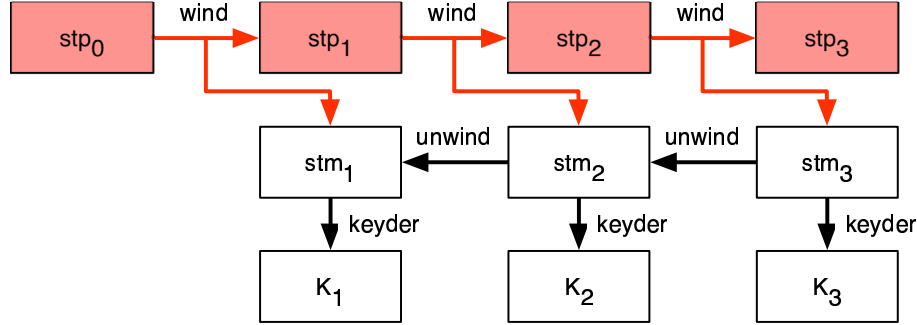 wind wind wind
stp0 stp1 stp2 stp3
unwind unwind
stm1 stm2 stm3
keyder keyder keyder
K1 K2 K3